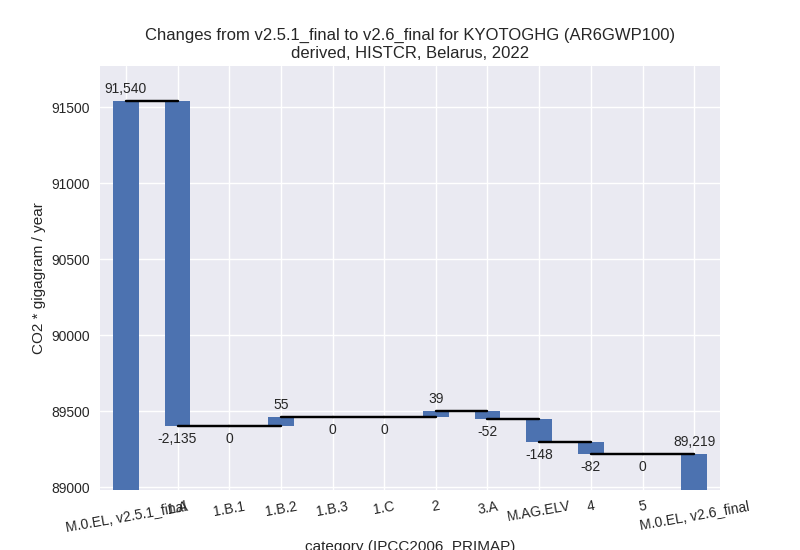 Changes from v2.5.1_final to v2.6_final for KYOTOGHG (AR6GWP100)
derived, HISTCR, Belarus, 2022
CO2 * gigagram / year
91500
91000
90500
90000
89500
89000
91,540
-2,135
0
55
0
0
39
-52
-148
-82
0
89,219
M.0.EL, v2.5.1_final
1.A
1.B.1
1.B.2
1.B.3
1.C
2
3.A
M.AG.ELV
4
5
M.0.EL, v2.6_final
category (IPCC2006_PRIMAP)